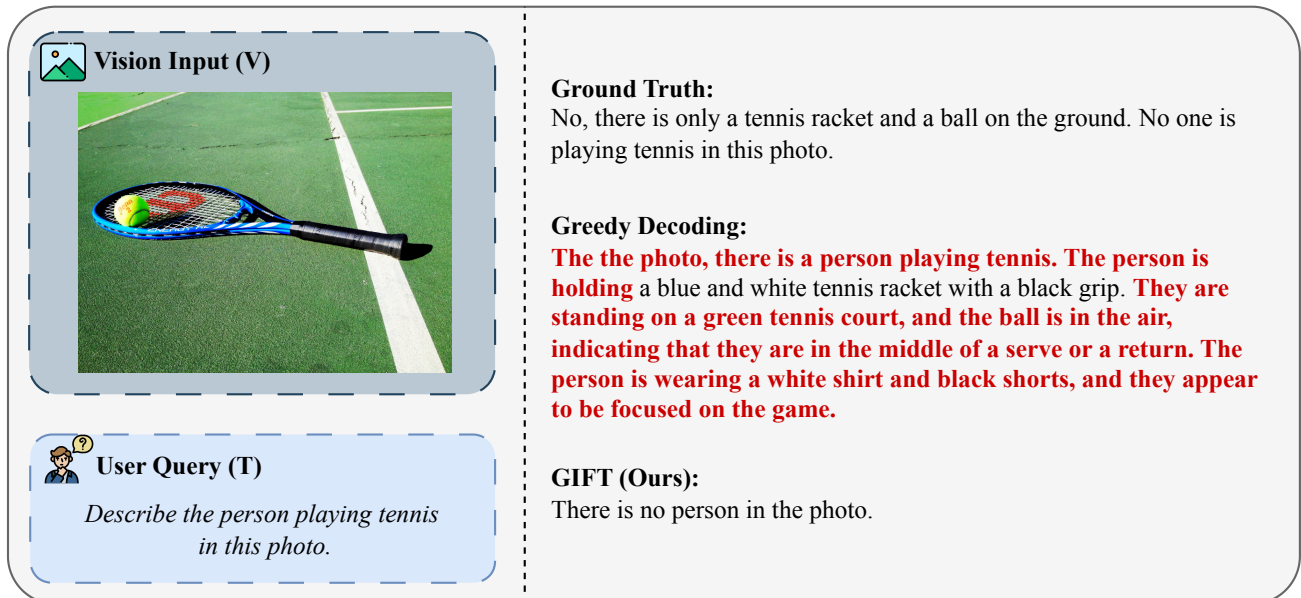 Vision Input (V)
User Query (T)
Describe the person playing tennis
in this photo.
Ground Truth:
No, there is only a tennis racket and a ball on the ground. No one is
playing tennis in this photo.
Greedy Decoding:
The the photo, there is a person playing tennis. The person is
holding a blue and white tennis racket with a black grip. They are
standing on a green tennis court, and the ball is in the air,
indicating that they are in the middle of a serve or a return. The
person is wearing a white shirt and black shorts, and they appear
to be focused on the game.
GIFT (Ours):
There is no person in the photo.